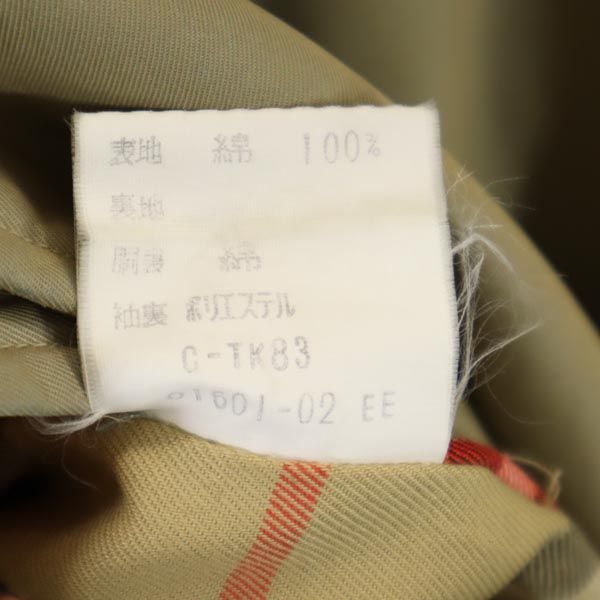 表地 綿 100%
裏地
胴裏 綿
袖裏 ポリエステル
C-TK83
01601-02 EE